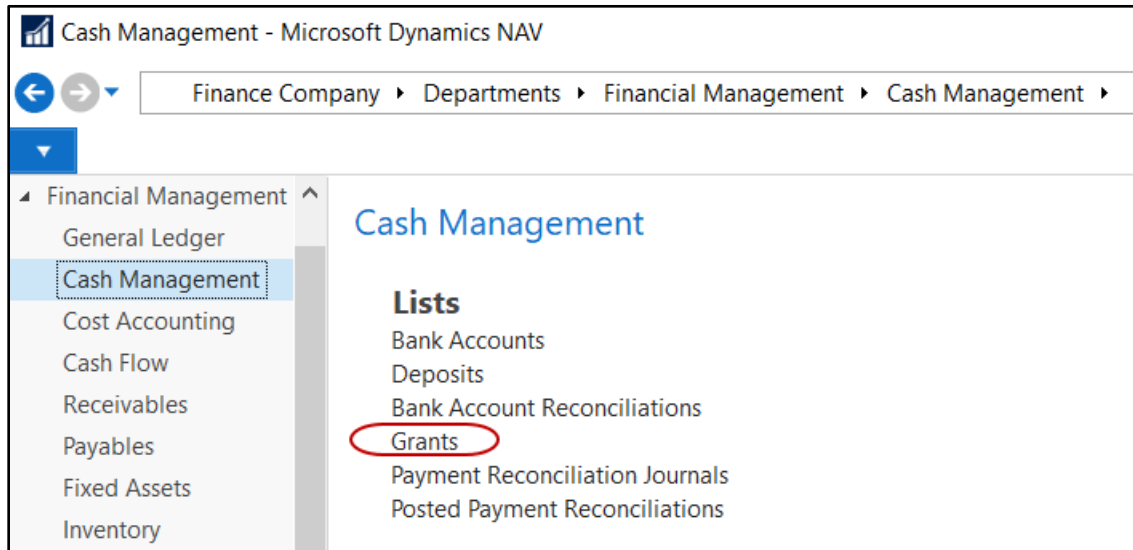 Cash Management - Microsoft Dynamics NAV
Finance Company Departments Financial Management Cash Management
Financial Management
General Ledger
Cash Management
Cost Accounting
Cash Flow
Receivables
Payables
Fixed Assets
Inventory
Cash Management
Lists
Bank Accounts
Deposits
Bank Account Reconciliations
Grants
Payment Reconciliation Journals
Posted Payment Reconciliations